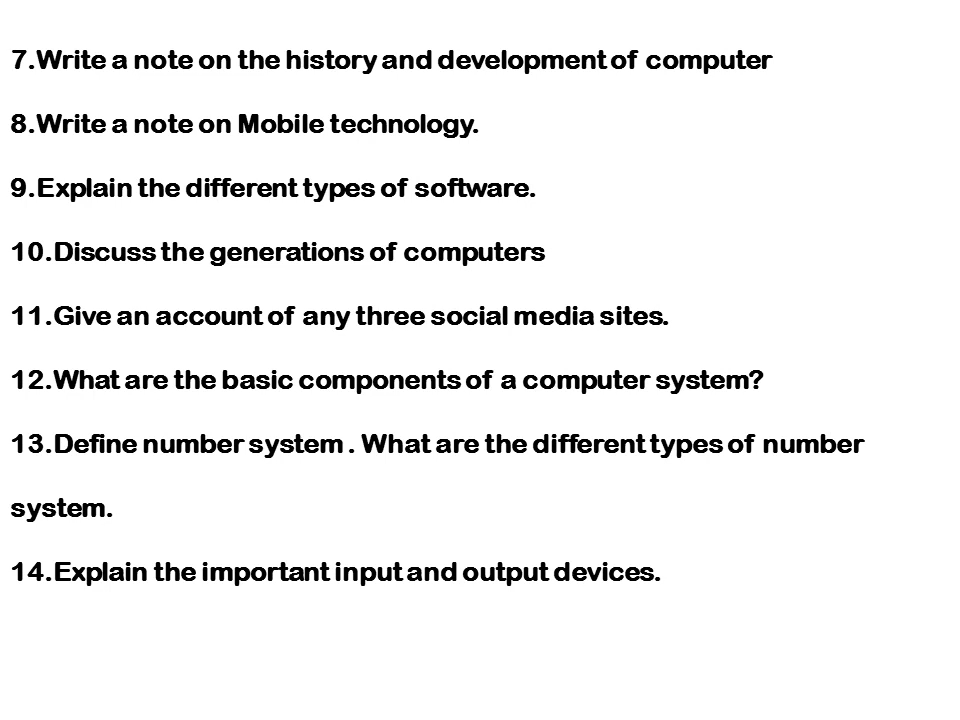 7.Write a note on the history and development of computer
8.Write a note on Mobile technology.
9.Explain the different types of software.
10.Discuss the generations of computers
11.Give an account of any three social media sites.
12.What are the basic components of a computer system?
13.Define number system . What are the different types of number
system.
14.Explain the important input and output devices.